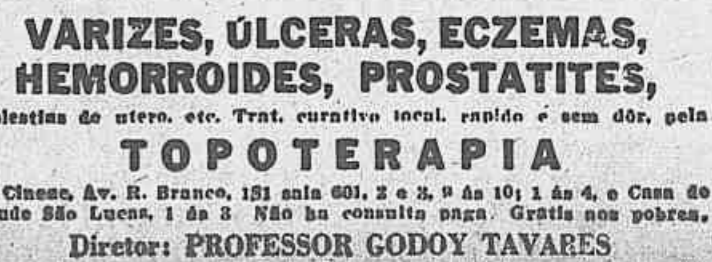 VARIZES, ÚLCERAS, ECZEMAS,
HEMORROIDES, PROSTATITES,
lestias do utero, etc. Trat. curativo local, rapido e sem dôr, pela
TOPOTERAPIA
Cineac, Av. R. Branco, 181 sala 601, 2 e 3, 9 ás 10; 1 ás 4, e Casa de
ude São Lucas, 1 ás 3 Não ha consulta paga. Gratis aos pobres.
Diretor: PROFESSOR GODOY TAVARES